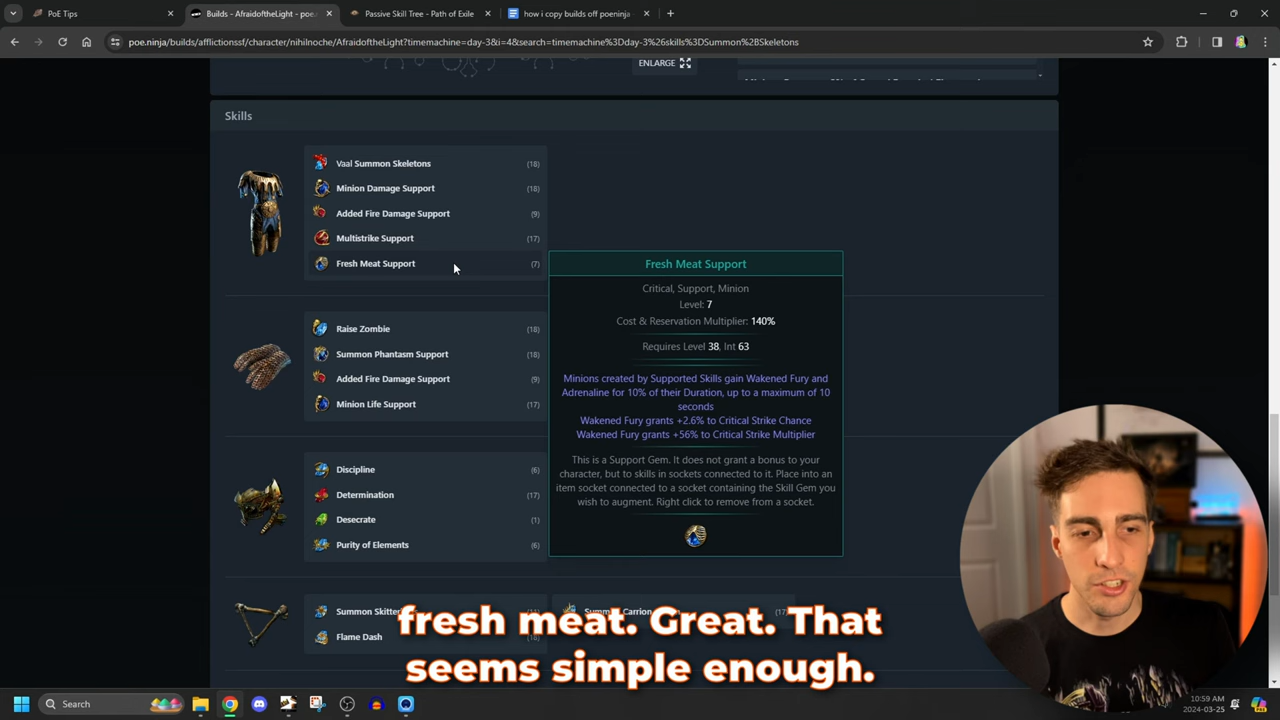 PoE Tips
Builds - AfraidoftheLight - poe.
Passive Skill Tree - Path of Exile
how i copy builds off poeninja
poe.ninja/builds/afflictionssf/character/nihilnoche/AfraidoftheLight?timemachine=day-3&i=4&search=timemachine%3Dday-3%26skills%3DSummon%2BSkeletons
ENLARGE
Skills
Vaal Summon Skeletons (18)
Minion Damage Support (18)
Added Fire Damage Support (9)
Multistrike Support (17)
Fresh Meat Support (7)
Fresh Meat Support
Critical, Support, Minion
Level: 7
Cost & Reservation Multiplier: 140%
Requires Level 38, Int 63
Minions created by Supported Skills gain Wakened Fury and
Adrenaline for 10% of their Duration, up to a maximum of 10
seconds
Wakened Fury grants +2.6% to Critical Strike Chance
Wakened Fury grants +56% to Critical Strike Multiplier
This is a Support Gem. It does not grant a bonus to your
character, but to skills in sockets connected to it. Place into an
item socket connected to a socket containing the Skill Gem you
wish to augment. Right click to remove from a socket.
Raise Zombie (18)
Summon Phantasm Support (18)
Added Fire Damage Support (9)
Minion Life Support (17)
Discipline (6)
Determination (17)
Desecrate (1)
Purity of Elements (6)
Summon Carrion
Flame Dash
fresh meat. Great. That
seems simple enough.
Search
10:59 AM
2024-03-25